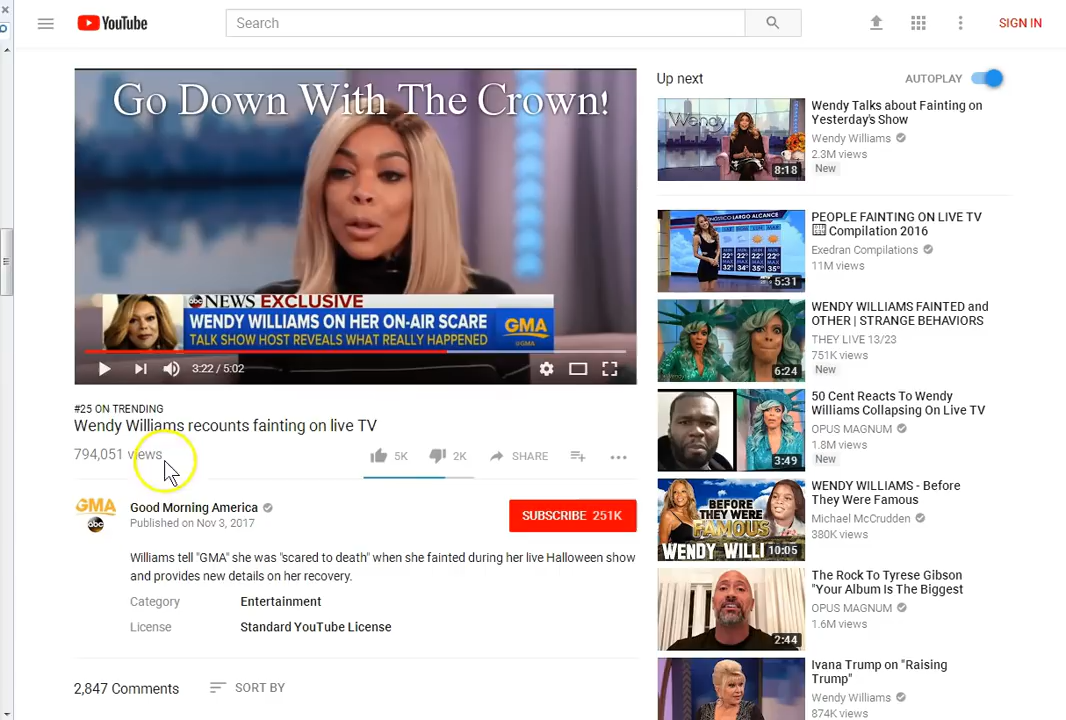 YouTube
Search
SIGN IN
Go Down With The Crown!
abc NEWS EXCLUSIVE
WENDY WILLIAMS ON HER ON-AIR SCARE
TALK SHOW HOST REVEALS WHAT REALLY HAPPENED
GMA
@GMA
3:22 / 5:02
#25 ON TRENDING
Wendy Williams recounts fainting on live TV
794,051 views
5K
2K
SHARE
GMA
abc
Good Morning America
Published on Nov 3, 2017
SUBSCRIBE 251K
Williams tell "GMA" she was "scared to death" when she fainted during her live Halloween show
and provides new details on her recovery.
Category
Entertainment
License
Standard YouTube License
2,847 Comments
SORT BY
Up next
AUTOPLAY
Wendy
8:18
Wendy Talks about Fainting on
Yesterday's Show
Wendy Williams
2.3M views
New
PRONÓSTICO LARGO ALCANCE
5:31
PEOPLE FAINTING ON LIVE TV
Compilation 2016
Exedran Compilations
11M views
6:24
WENDY WILLIAMS FAINTED and
OTHER | STRANGE BEHAVIORS
THEY LIVE 13/23
751K views
New
3:49
50 Cent Reacts To Wendy
Williams Collapsing On Live TV
OPUS MAGNUM
1.8M views
New
BEFORE
THEY WERE
FAMOUS
WENDY WILLI
10:05
WENDY WILLIAMS - Before
They Were Famous
Michael McCrudden
380K views
2:44
The Rock To Tyrese Gibson
"Your Album Is The Biggest
OPUS MAGNUM
1.6M views
Ivana Trump on "Raising
Trump"
Wendy Williams
874K views